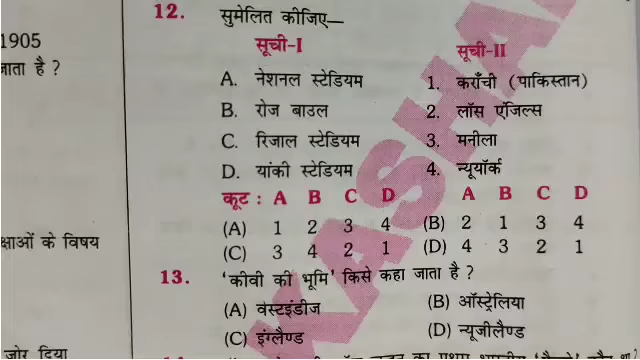 1905
जाता है ?
क्षाओं के विषय
जोर दिया
12. सुमेलित कीजिए—
सूची-I सूची-II
A. नेशनल स्टेडियम 1. कराँची (पाकिस्तान)
B. रोज बाउल 2. लॉस एंजिल्स
C. रिजाल स्टेडियम 3. मनीला
D. यांकी स्टेडियम 4. न्यूयॉर्क
कूट : A B C D A B C D
(A) 1 2 3 4 (B) 2 1 3 4
(C) 3 4 2 1 (D) 4 3 2 1
13. 'कीवी की भूमि' किसे कहा जाता है ?
(A) वेस्टइंडीज (B) ऑस्ट्रेलिया
(C) इंग्लैण्ड (D) न्यूजीलैण्ड
KASHA